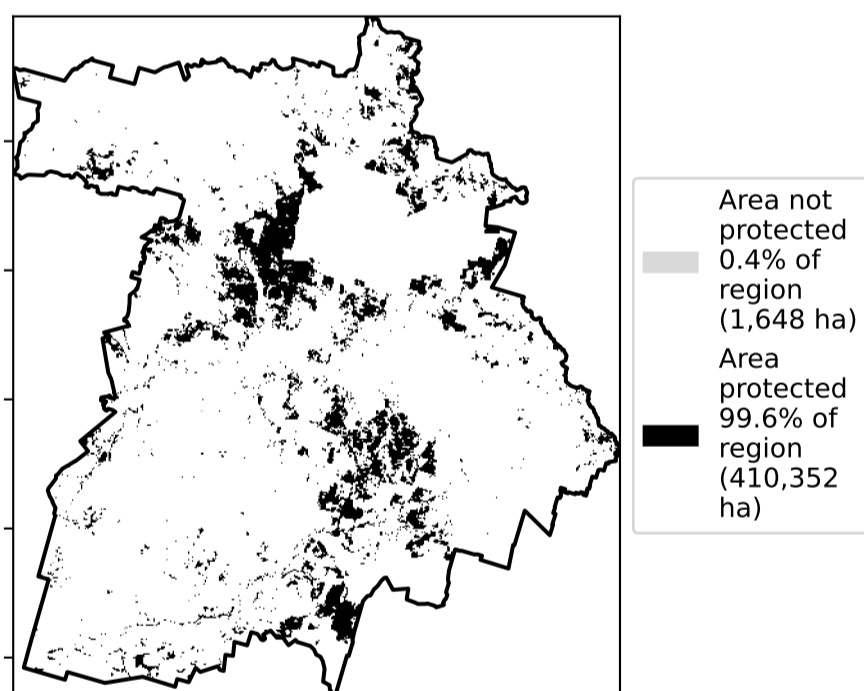 Area not
protected
0.4% of
region
(1,648 ha)
Area
protected
99.6% of
region
(410,352
ha)